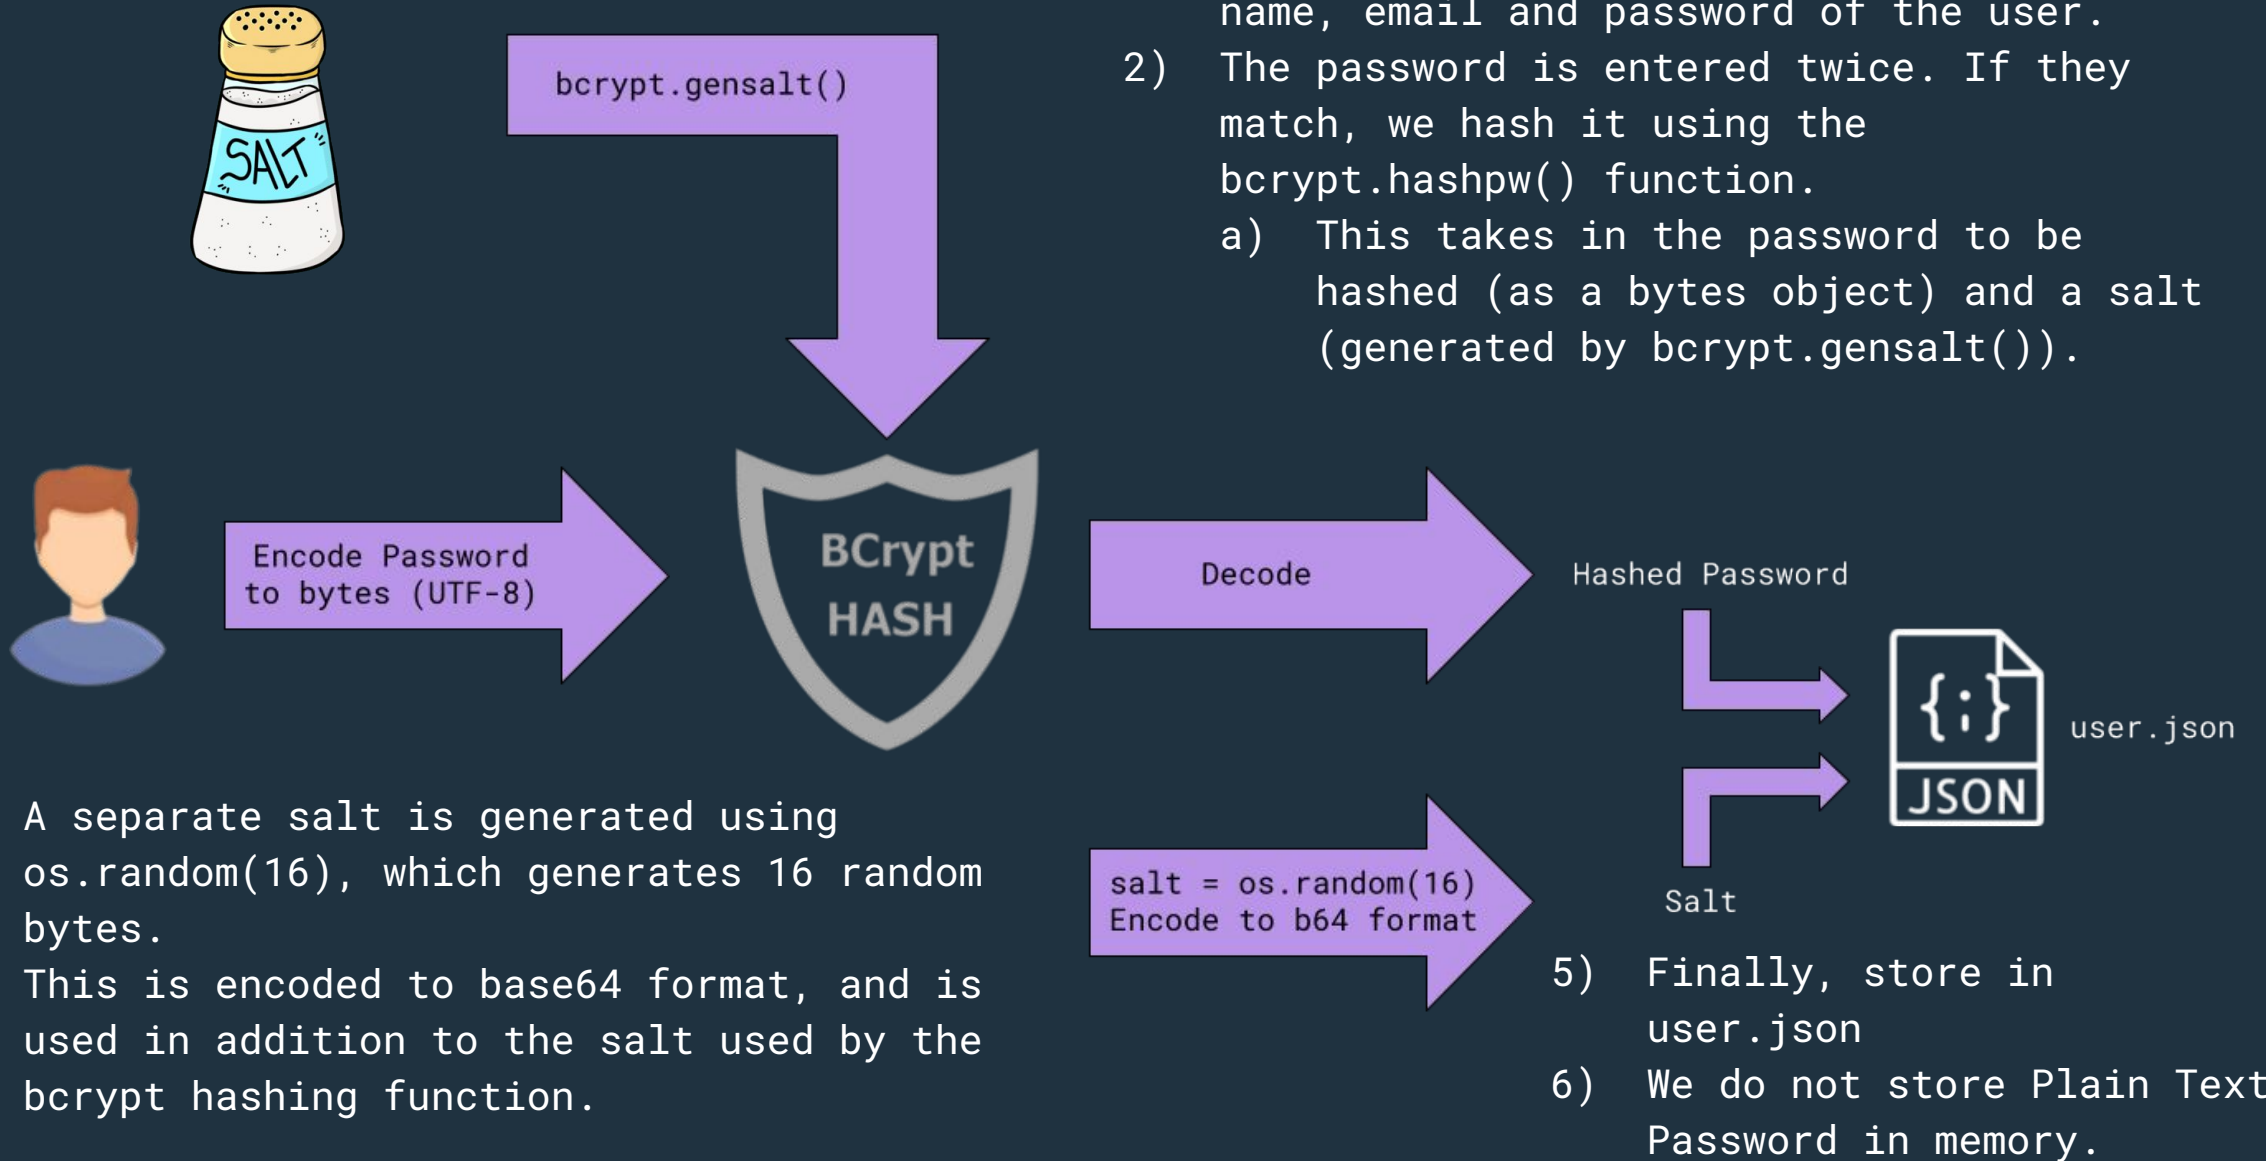 name, email and password of the user.
2) The password is entered twice. If they
match, we hash it using the
bcrypt.hashpw() function.
a) This takes in the password to be
hashed (as a bytes object) and a salt
(generated by bcrypt.gensalt()).
SALT
bcrypt.gensalt()
Encode Password
to bytes (UTF-8)
BCrypt
HASH
Decode
Hashed Password
{;}
JSON
user.json
salt = os.random(16)
Encode to b64 format
Salt
A separate salt is generated using
os.random(16), which generates 16 random
bytes.
This is encoded to base64 format, and is
used in addition to the salt used by the
bcrypt hashing function.
5) Finally, store in
user.json
6) We do not store Plain Text
Password in memory.